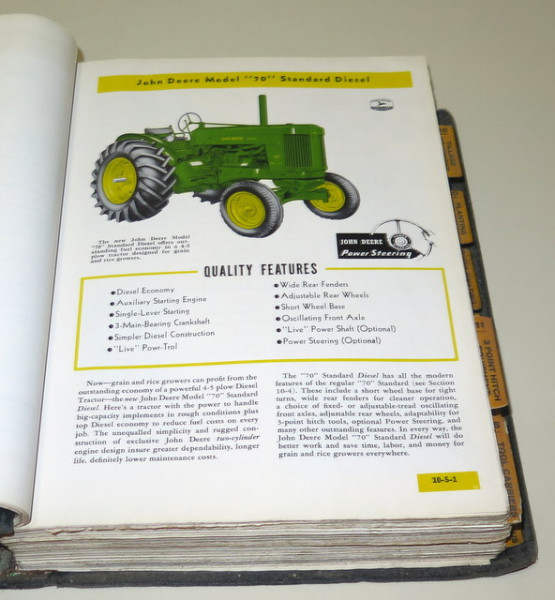 John Deere Model "70" Standard Diesel
The new John Deere Model
"70" Standard Diesel offers out-
standing fuel economy in a 4-5
plow tractor designed for grain
and rice growers.
JOHN DEERE
Power Steering
QUALITY FEATURES
• Diesel Economy
• Auxiliary Starting Engine
• Single-Lever Starting
• 3-Main-Bearing Crankshaft
• Simpler Diesel Construction
• "Live" Powr-Trol
• Wide Rear Fenders
• Adjustable Rear Wheels
• Short Wheel Base
• Oscillating Front Axle
• "Live" Power Shaft (Optional)
• Power Steering (Optional)
Now—grain and rice growers can profit from the
outstanding economy of a powerful 4-5 plow Diesel
Tractor—the new John Deere Model "70" Standard
Diesel. Here's a tractor with the power to handle
big-capacity implements in rough conditions plus
top Diesel economy to reduce fuel costs on every
job. The unequalled simplicity and rugged con-
struction of exclusive John Deere two-cylinder
engine design insure greater dependability, longer
life, definitely lower maintenance costs.
The "70" Standard Diesel has all the modern
features of the regular "70" Standard (see Section
10-4). These include a short wheel base for tight
turns, wide rear fenders for cleaner operation,
a choice of fixed- or adjustable-tread oscillating
front axles, adjustable rear wheels, adaptability for
3-point hitch tools, optional Power Steering, and
many other outstanding features. In every way, the
John Deere Model "70" Standard Diesel will do
better work and save time, labor, and money for
grain and rice growers everywhere.
10-5-1
PLANTING
11
3 POINT HITCH
TOOL CARRIERS